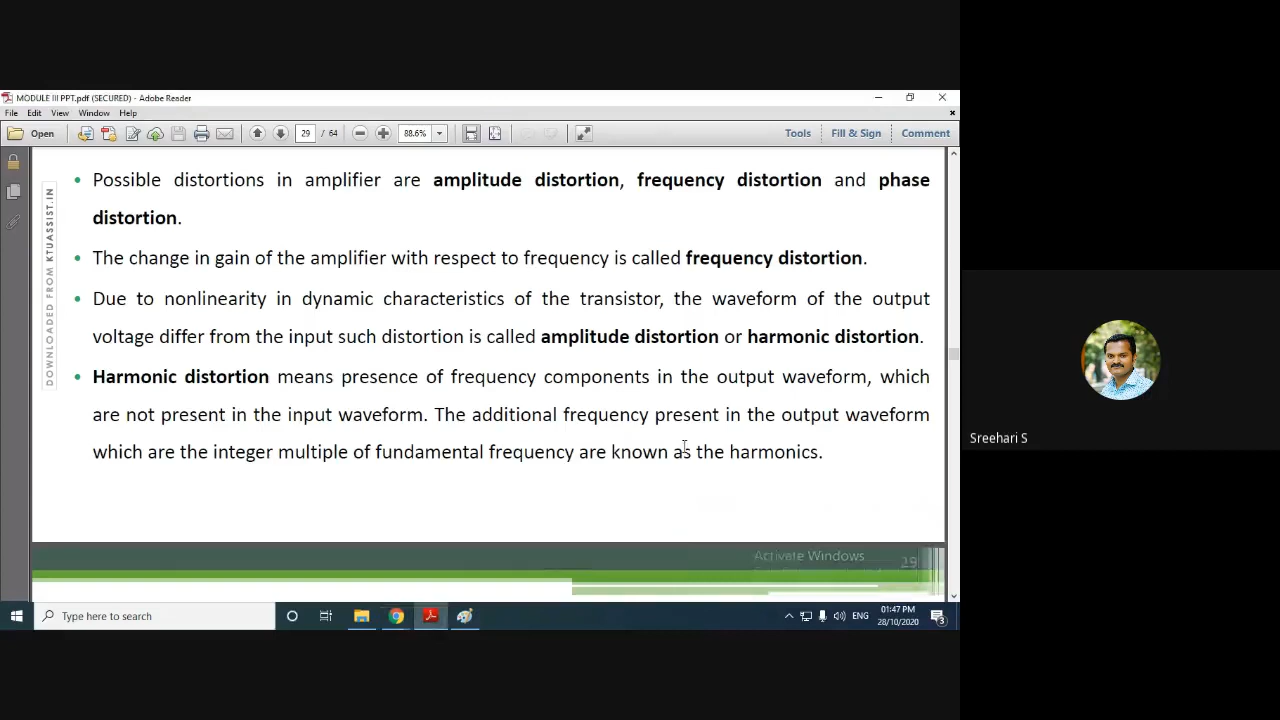 MODULE III PPT.pdf (SECURED) - Adobe Reader
File Edit View Window Help
Open 29 / 64 88.6% Tools Fill & Sign Comment
DOWNLOADED FROM KTUASSIST.IN
• Possible distortions in amplifier are amplitude distortion, frequency distortion and phase
distortion.
• The change in gain of the amplifier with respect to frequency is called frequency distortion.
• Due to nonlinearity in dynamic characteristics of the transistor, the waveform of the output
voltage differ from the input such distortion is called amplitude distortion or harmonic distortion.
• Harmonic distortion means presence of frequency components in the output waveform, which
are not present in the input waveform. The additional frequency present in the output waveform
which are the integer multiple of fundamental frequency are known as the harmonics.
Sreehari S
Activate Windows
29
Type here to search
ENG
01:47 PM
28/10/2020
3